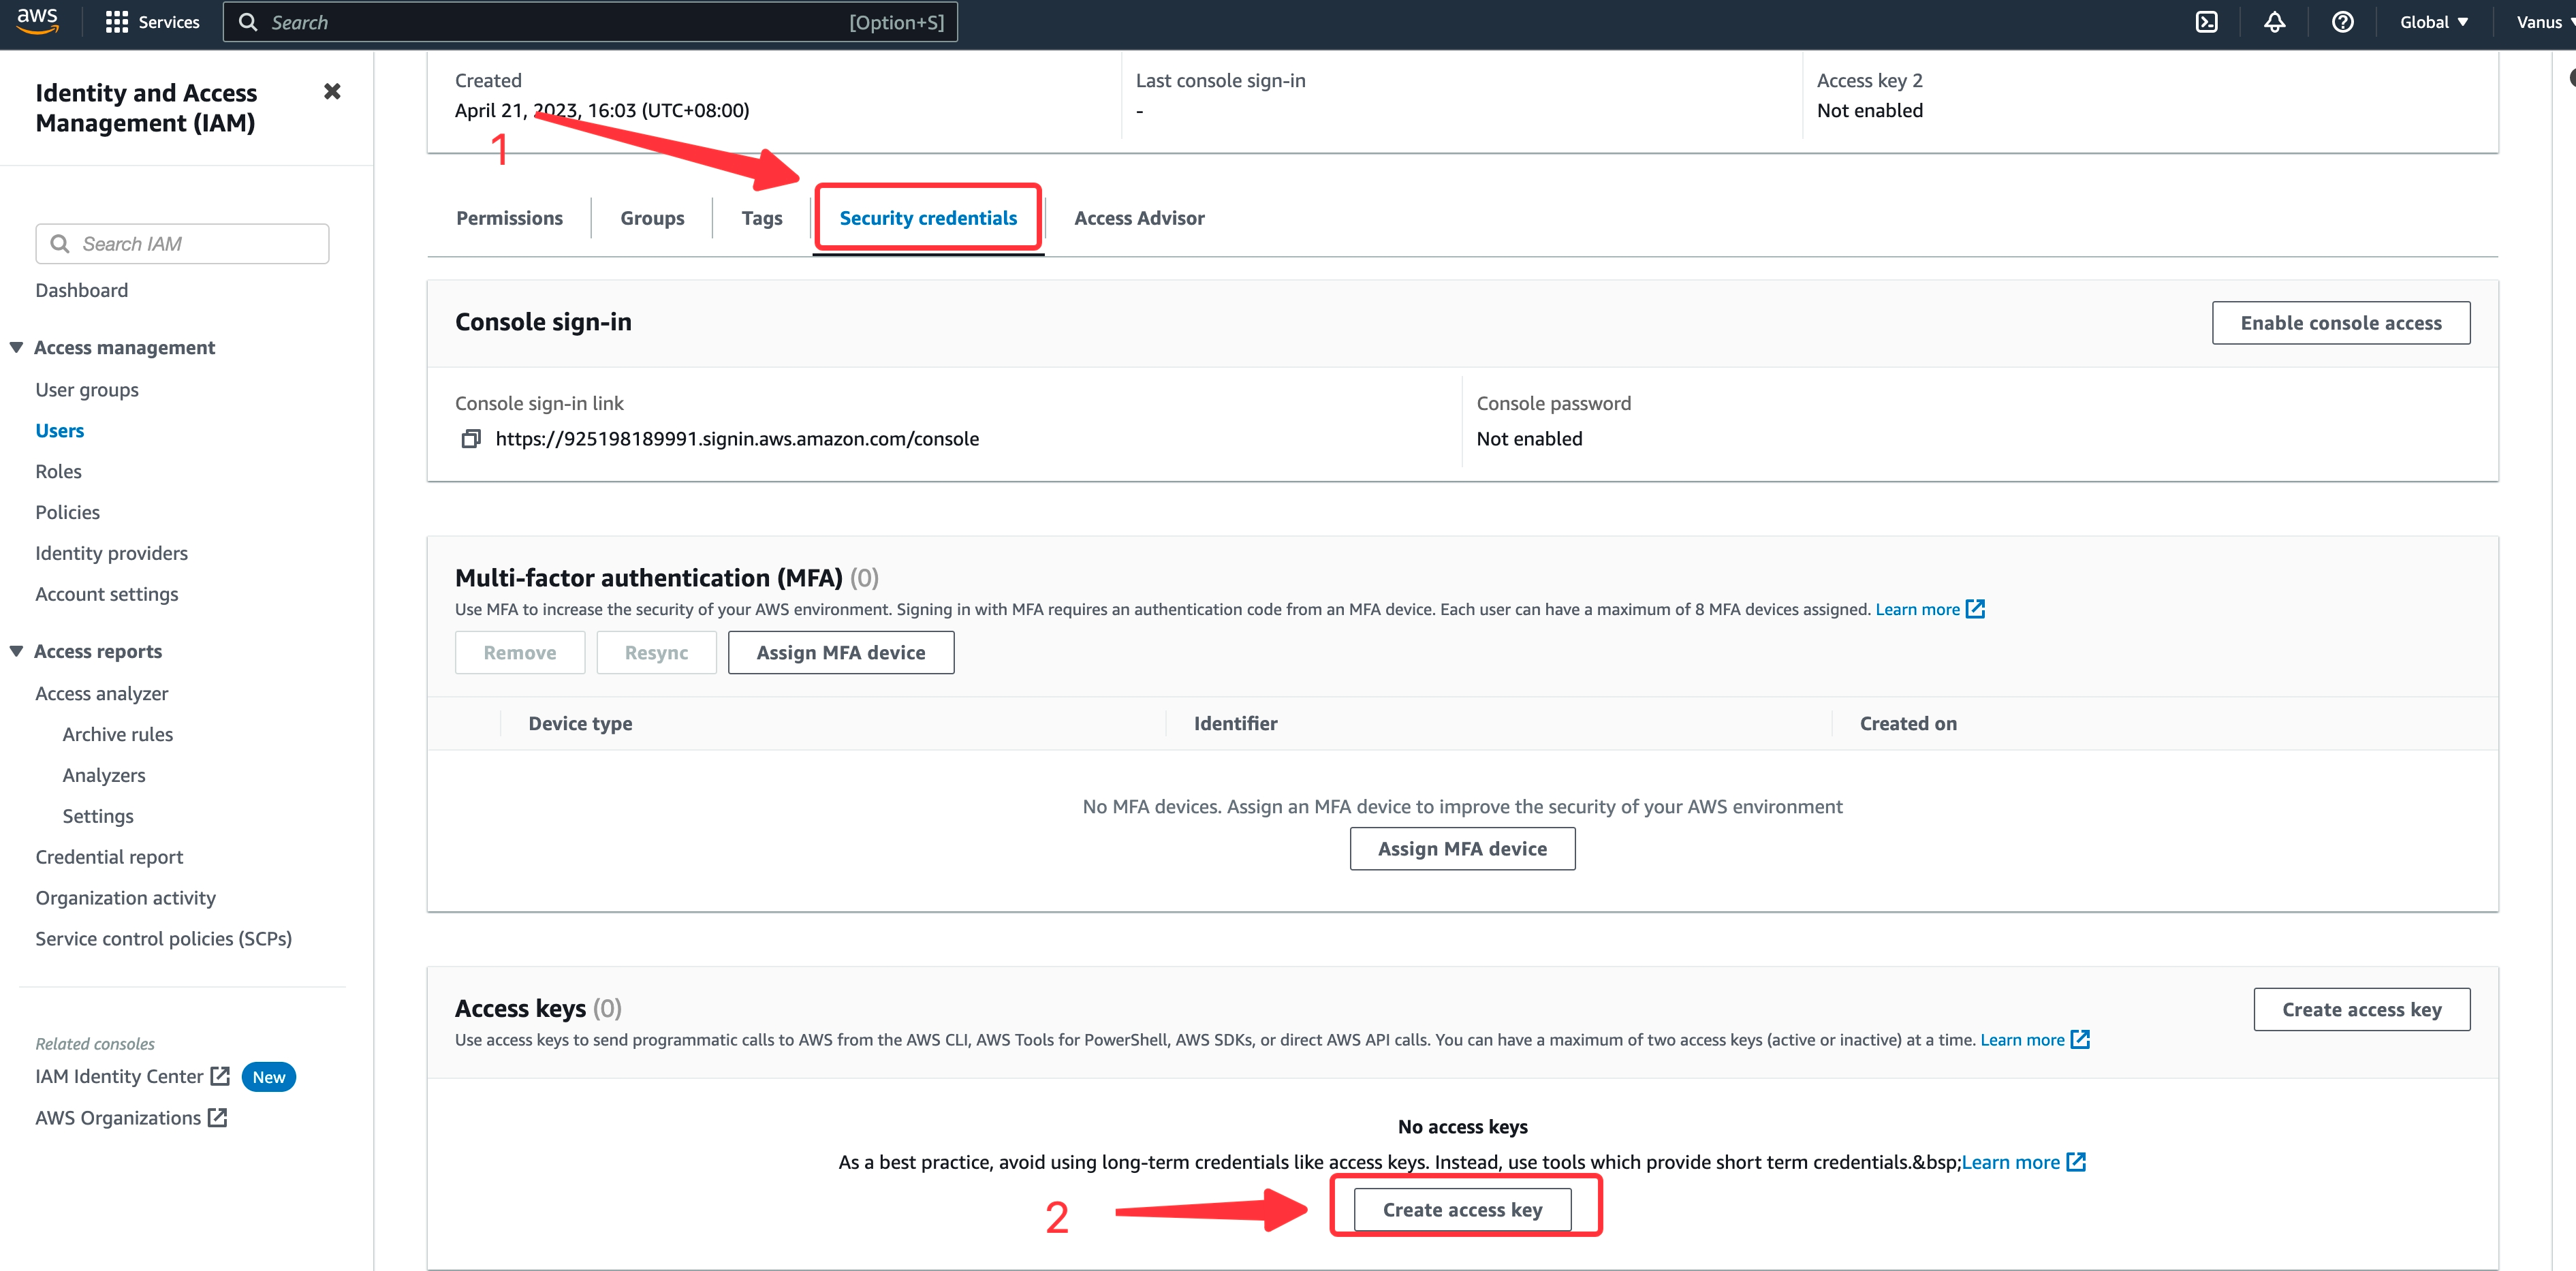 aws
Services
Search
[Option+S]
Global
Vanus
Identity and Access
Management (IAM)
Search IAM
Dashboard
Access management
User groups
Users
Roles
Policies
Identity providers
Account settings
Access reports
Access analyzer
Archive rules
Analyzers
Settings
Credential report
Organization activity
Service control policies (SCPs)
Related consoles
IAM Identity Center New
AWS Organizations
Created
April 21, 2023, 16:03 (UTC+08:00)
Last console sign-in
-
Access key 2
Not enabled
1
Permissions
Groups
Tags
Security credentials
Access Advisor
Console sign-in
Enable console access
Console sign-in link
https://925198189991.signin.aws.amazon.com/console
Console password
Not enabled
Multi-factor authentication (MFA) (0)
Use MFA to increase the security of your AWS environment. Signing in with MFA requires an authentication code from an MFA device. Each user can have a maximum of 8 MFA devices assigned. Learn more
Remove
Resync
Assign MFA device
Device type
Identifier
Created on
No MFA devices. Assign an MFA device to improve the security of your AWS environment
Assign MFA device
Access keys (0)
Create access key
Use access keys to send programmatic calls to AWS from the AWS CLI, AWS Tools for PowerShell, AWS SDKs, or direct AWS API calls. You can have a maximum of two access keys (active or inactive) at a time. Learn more
No access keys
As a best practice, avoid using long-term credentials like access keys. Instead, use tools which provide short term credentials.&bsp;Learn more
2
Create access key